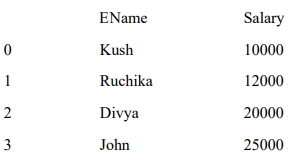 EName Salary
0 Kush 10000
1 Ruchika 12000
2 Divya 20000
3 John 25000